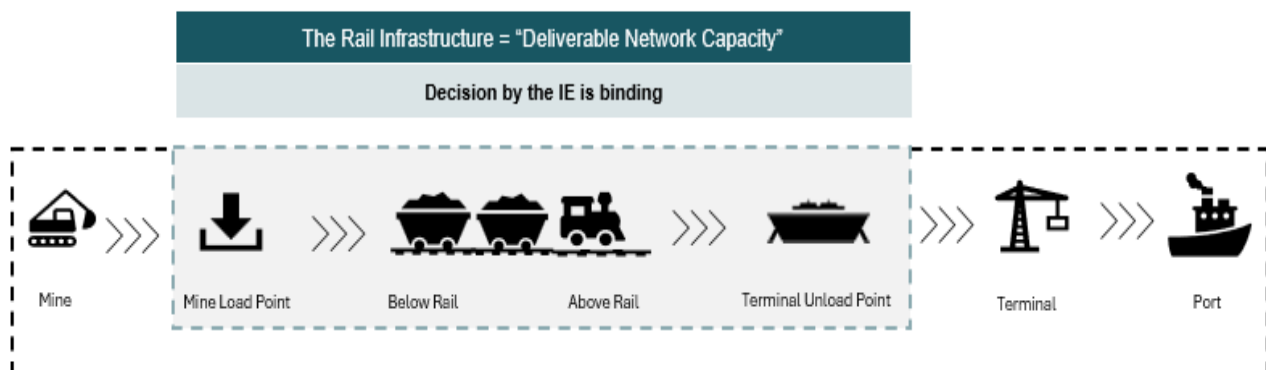 The Rail Infrastructure = “Deliverable Network Capacity”
Decision by the IE is binding
Mine
Mine Load Point
Below Rail
Above Rail
Terminal Unload Point
Terminal
Port